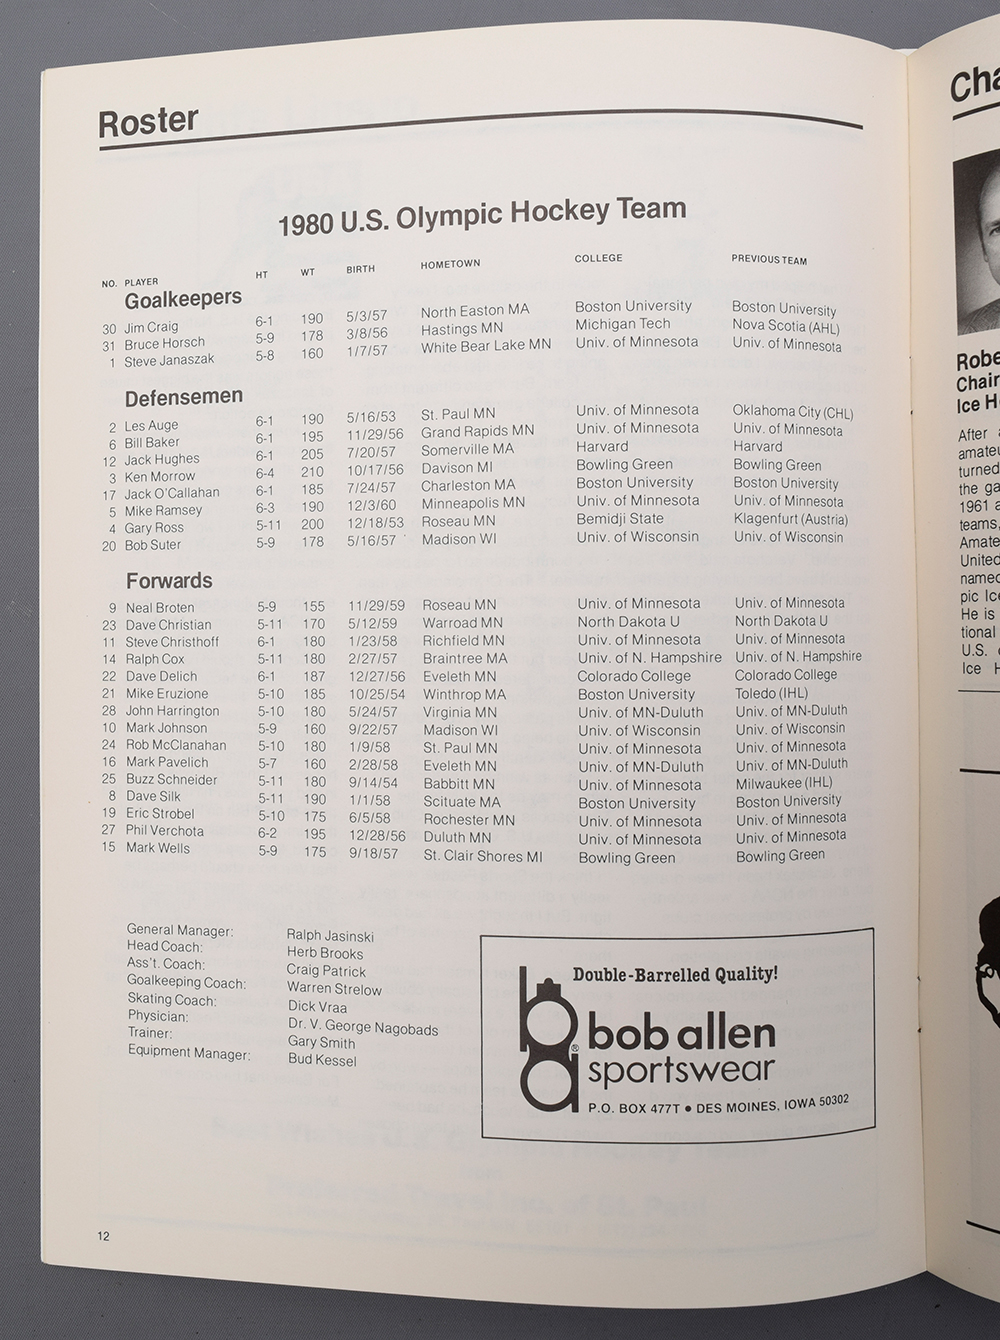 Roster
1980 U.S. Olympic Hockey Team
NO. PLAYER HT WT BIRTH HOMETOWN COLLEGE PREVIOUS TEAM
Goalkeepers
30 Jim Craig 6-1 190 5/3/57 North Easton MA Boston University Boston University
31 Bruce Horsch 5-9 178 3/8/56 Hastings MN Michigan Tech Nova Scotia (AHL)
1 Steve Janaszak 5-8 160 1/7/57 White Bear Lake MN Univ. of Minnesota Univ. of Minnesota
Defensemen
2 Les Auge 6-1 190 5/16/53 St. Paul MN Univ. of Minnesota Oklahoma City (CHL)
6 Bill Baker 6-1 195 11/29/56 Grand Rapids MN Univ. of Minnesota Univ. of Minnesota
12 Jack Hughes 6-1 205 7/20/57 Somerville MA Harvard Harvard
3 Ken Morrow 6-4 210 10/17/56 Davison MI Bowling Green Bowling Green
17 Jack O'Callahan 6-1 185 7/24/57 Charleston MA Boston University Boston University
5 Mike Ramsey 6-3 190 12/3/60 Minneapolis MN Univ. of Minnesota Univ. of Minnesota
4 Gary Ross 5-11 200 12/18/53 Roseau MN Bemidji State Klagenfurt (Austria)
20 Bob Suter 5-9 178 5/16/57 Madison WI Univ. of Wisconsin Univ. of Wisconsin
Forwards
9 Neal Broten 5-9 155 11/29/59 Roseau MN Univ. of Minnesota Univ. of Minnesota
23 Dave Christian 5-11 170 5/12/59 Warroad MN North Dakota U North Dakota U
11 Steve Christhoff 6-1 180 1/23/58 Richfield MN Univ. of Minnesota Univ. of Minnesota
14 Ralph Cox 5-11 180 2/27/57 Braintree MA Univ. of N. Hampshire Univ. of N. Hampshire
22 Dave Delich 6-1 187 12/27/56 Eveleth MN Colorado College Colorado College
21 Mike Eruzione 5-10 185 10/25/54 Winthrop MA Boston University Toledo (IHL)
28 John Harrington 5-10 180 5/24/57 Virginia MN Univ. of MN-Duluth Univ. of MN-Duluth
10 Mark Johnson 5-9 160 9/22/57 Madison WI Univ. of Wisconsin Univ. of Wisconsin
24 Rob McClanahan 5-10 180 1/9/58 St. Paul MN Univ. of Minnesota Univ. of Minnesota
16 Mark Pavelich 5-7 160 2/28/58 Eveleth MN Univ. of MN-Duluth Univ. of MN-Duluth
25 Buzz Schneider 5-11 180 9/14/54 Babbitt MN Univ. of Minnesota Milwaukee (IHL)
8 Dave Silk 5-11 190 1/1/58 Scituate MA Boston University Boston University
19 Eric Strobel 5-10 175 6/5/58 Rochester MN Univ. of Minnesota Univ. of Minnesota
27 Phil Verchota 6-2 195 12/28/56 Duluth MN Univ. of Minnesota Univ. of Minnesota
15 Mark Wells 5-9 175 9/18/57 St. Clair Shores MI Bowling Green Bowling Green
General Manager: Ralph Jasinski
Head Coach: Herb Brooks
Ass't. Coach: Craig Patrick
Goalkeeping Coach: Warren Strelow
Skating Coach: Dick Vraa
Physician: Dr. V. George Nagobads
Trainer: Gary Smith
Equipment Manager: Bud Kessel
Double-Barrelled Quality!
ba®
bob allen
sportswear
P.O. BOX 477T • DES MOINES, IOWA 50302
12
Cha
Robe
Chair
Ice H
After a
amateu
turned
the ga
1961 a
teams,
Amate
United
named
pic Ice
He is
tional
U.S.
Ice H